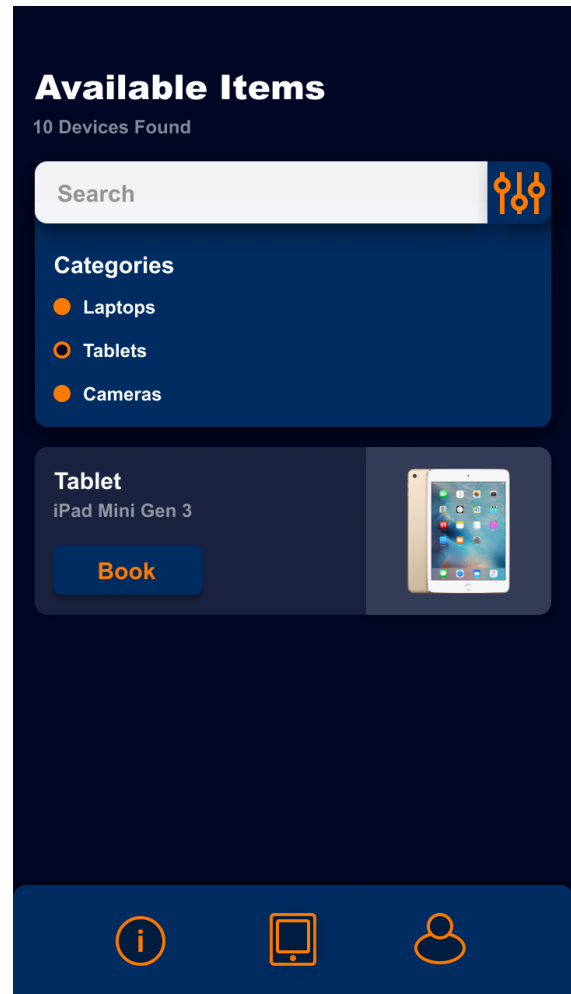 Available Items
10 Devices Found
Search
Categories
Laptops
Tablets
Cameras
Tablet
iPad Mini Gen 3
Book
i